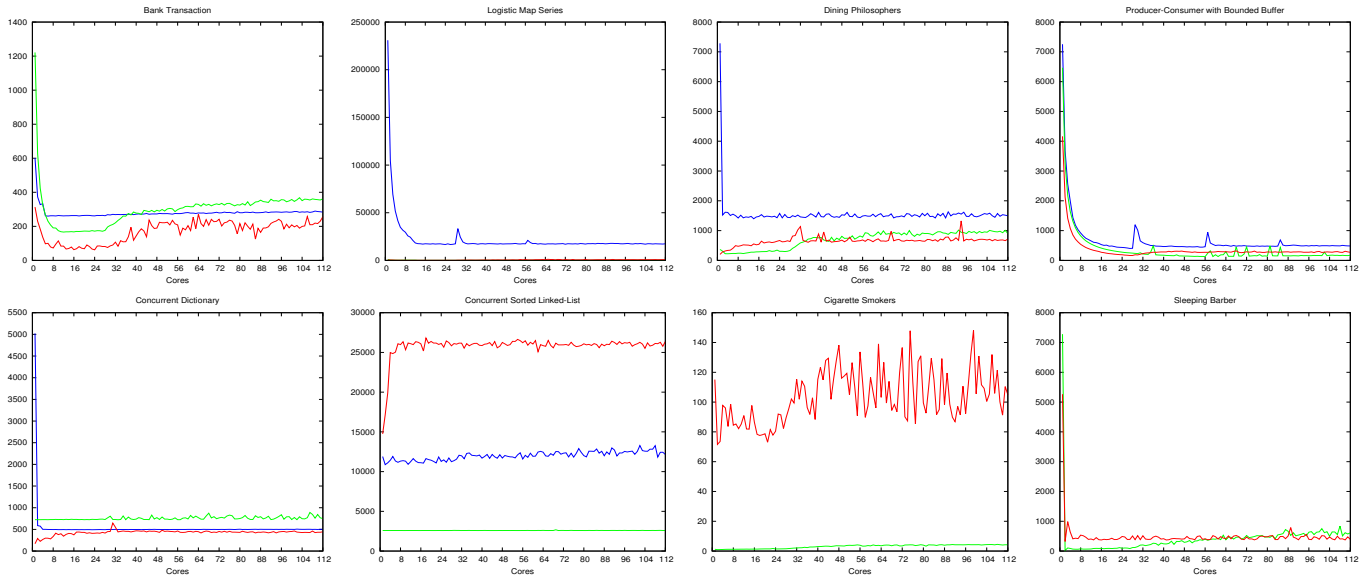 Bank Transaction
1400
1200
1000
800
600
400
200
0
0 8 16 24 32 40 48 56 64 72 80 88 96 104 112
Cores
Logistic Map Series
250000
200000
150000
100000
50000
0
0 8 16 24 32 40 48 56 64 72 80 88 96 104 112
Cores
Dining Philosophers
8000
7000
6000
5000
4000
3000
2000
1000
0
0 8 16 24 32 40 48 56 64 72 80 88 96 104 112
Cores
Producer-Consumer with Bounded Buffer
8000
7000
6000
5000
4000
3000
2000
1000
0
0 8 16 24 32 40 48 56 64 72 80 88 96 104 112
Cores
Concurrent Dictionary
5500
5000
4500
4000
3500
3000
2500
2000
1500
1000
500
0
0 8 16 24 32 40 48 56 64 72 80 88 96 104 112
Cores
Concurrent Sorted Linked-List
30000
25000
20000
15000
10000
5000
0
0 8 16 24 32 40 48 56 64 72 80 88 96 104 112
Cores
Cigarette Smokers
160
140
120
100
80
60
40
20
0
0 8 16 24 32 40 48 56 64 72 80 88 96 104 112
Cores
Sleeping Barber
8000
7000
6000
5000
4000
3000
2000
1000
0
0 8 16 24 32 40 48 56 64 72 80 88 96 104 112
Cores